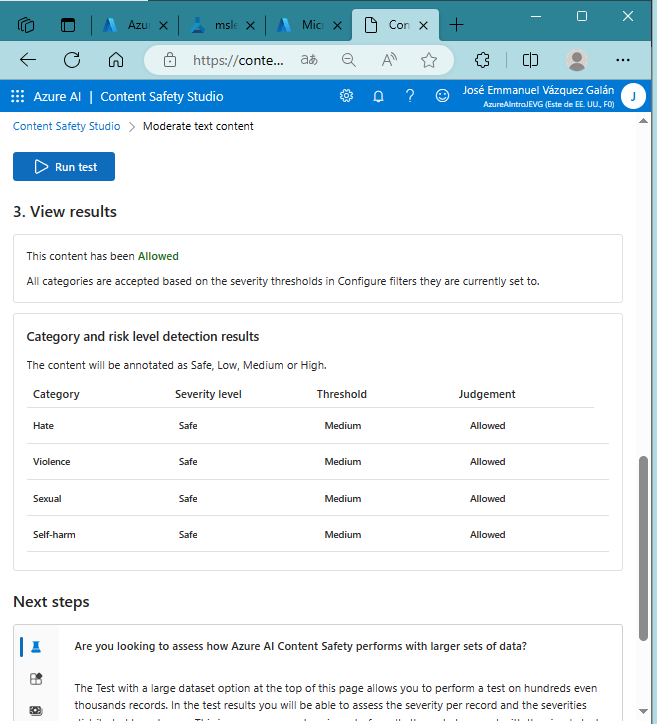 Azur
msle
Micr
Con
https://conte...
Azure AI | Content Safety Studio
José Emmanuel Vázquez Galán
AzureAIntroJEVG (Este de EE. UU., F0)
J
Content Safety Studio > Moderate text content
Run test
3. View results
This content has been Allowed
All categories are accepted based on the severity thresholds in Configure filters they are currently set to.
Category and risk level detection results
The content will be annotated as Safe, Low, Medium or High.
Category Severity level Threshold Judgement
Hate Safe Medium Allowed
Violence Safe Medium Allowed
Sexual Safe Medium Allowed
Self-harm Safe Medium Allowed
Next steps
Are you looking to assess how Azure AI Content Safety performs with larger sets of data?
The Test with a large dataset option at the top of this page allows you to perform a test on hundreds even
thousands records. In the test results you will be able to assess the severity per record and the severities